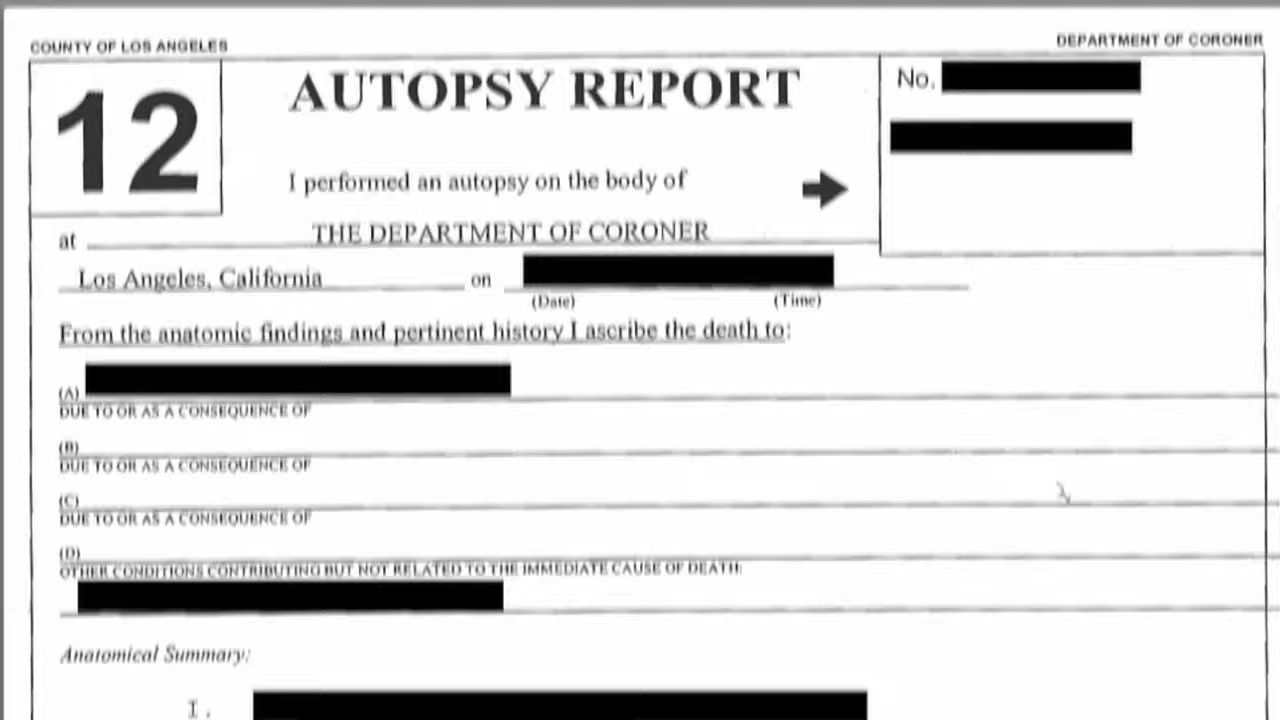 COUNTY OF LOS ANGELES
DEPARTMENT OF CORONER
12
AUTOPSY REPORT
No.
I performed an autopsy on the body of
at THE DEPARTMENT OF CORONER
Los Angeles, California on
(Date) (Time)
From the anatomic findings and pertinent history I ascribe the death to:
(A)
DUE TO OR AS A CONSEQUENCE OF
(B)
DUE TO OR AS A CONSEQUENCE OF
(C)
DUE TO OR AS A CONSEQUENCE OF
(D)
OTHER CONDITIONS CONTRIBUTING BUT NOT RELATED TO THE IMMEDIATE CAUSE OF DEATH:
Anatomical Summary:
I.